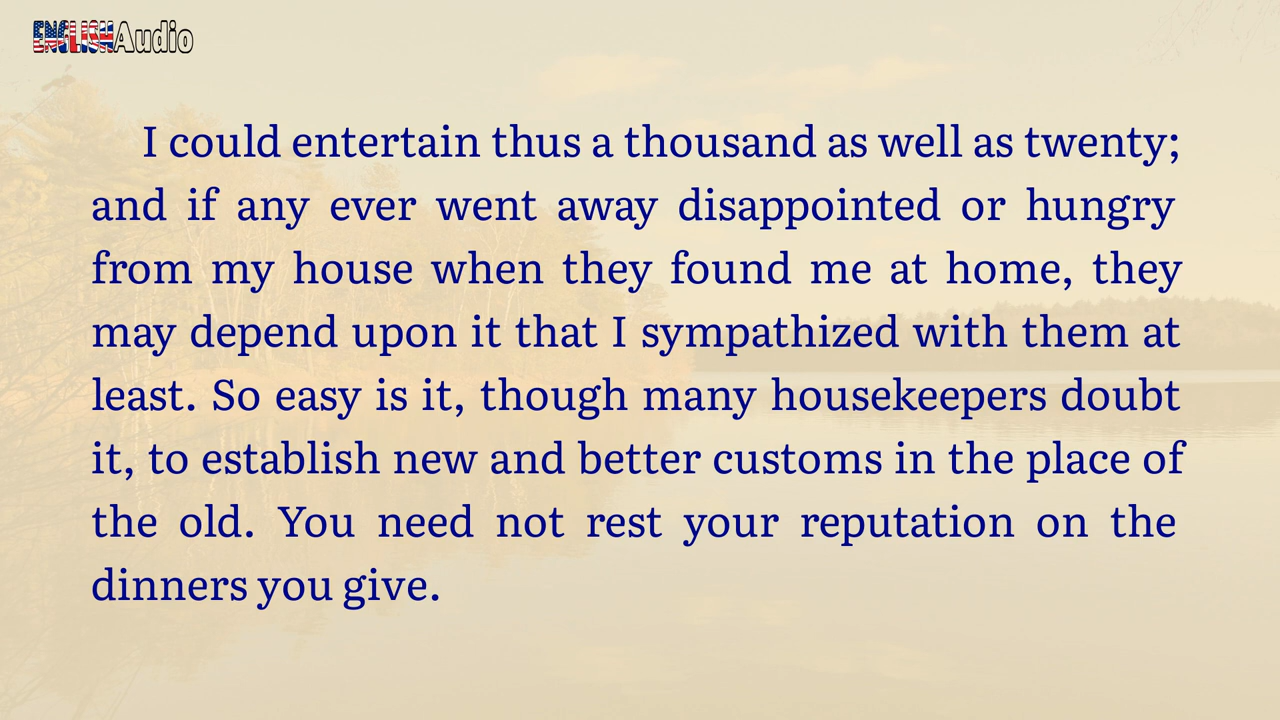 ENGLISHAudio
I could entertain thus a thousand as well as twenty;
and if any ever went away disappointed or hungry
from my house when they found me at home, they
may depend upon it that I sympathized with them at
least. So easy is it, though many housekeepers doubt
it, to establish new and better customs in the place of
the old. You need not rest your reputation on the
dinners you give.